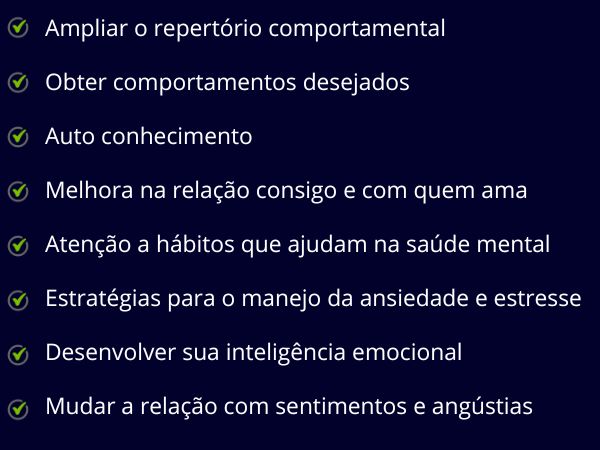 Ampliar o repertório comportamental
Obter comportamentos desejados
Auto conhecimento
Melhora na relação consigo e com quem ama
Atenção a hábitos que ajudam na saúde mental
Estratégias para o manejo da ansiedade e estresse
Desenvolver sua inteligência emocional
Mudar a relação com sentimentos e angústias